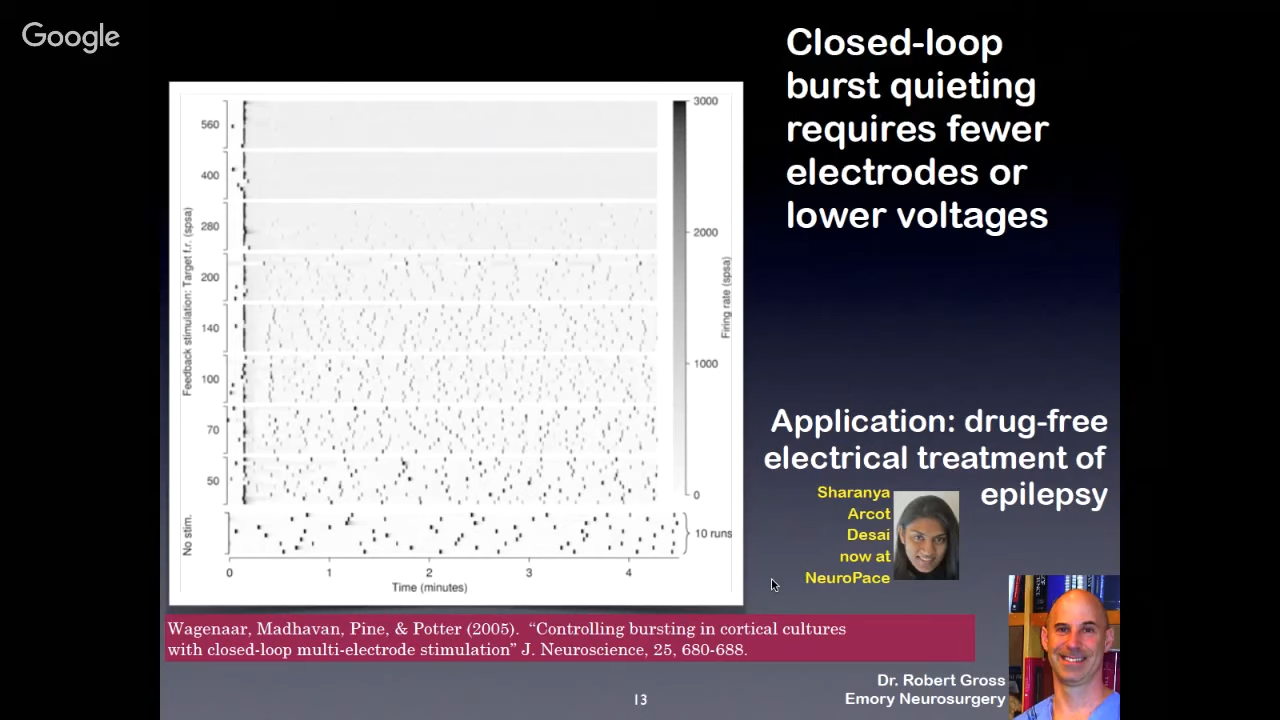 Google
Closed-loop
burst quieting
requires fewer
electrodes or
lower voltages
560
400
280
200
140
100
70
50
Feedback stimulation: Target f.r. (spsa)
No stim.
3000
2000
1000
0
Firing rate (spsa)
10 runs
0 1 2 3 4
Time (minutes)
Application: drug-free
electrical treatment of
epilepsy
Sharanya
Arcot
Desai
now at
NeuroPace
Wagenaar, Madhavan, Pine, & Potter (2005). “Controlling bursting in cortical cultures
with closed-loop multi-electrode stimulation” J. Neuroscience, 25, 680-688.
Dr. Robert Gross
Emory Neurosurgery
13